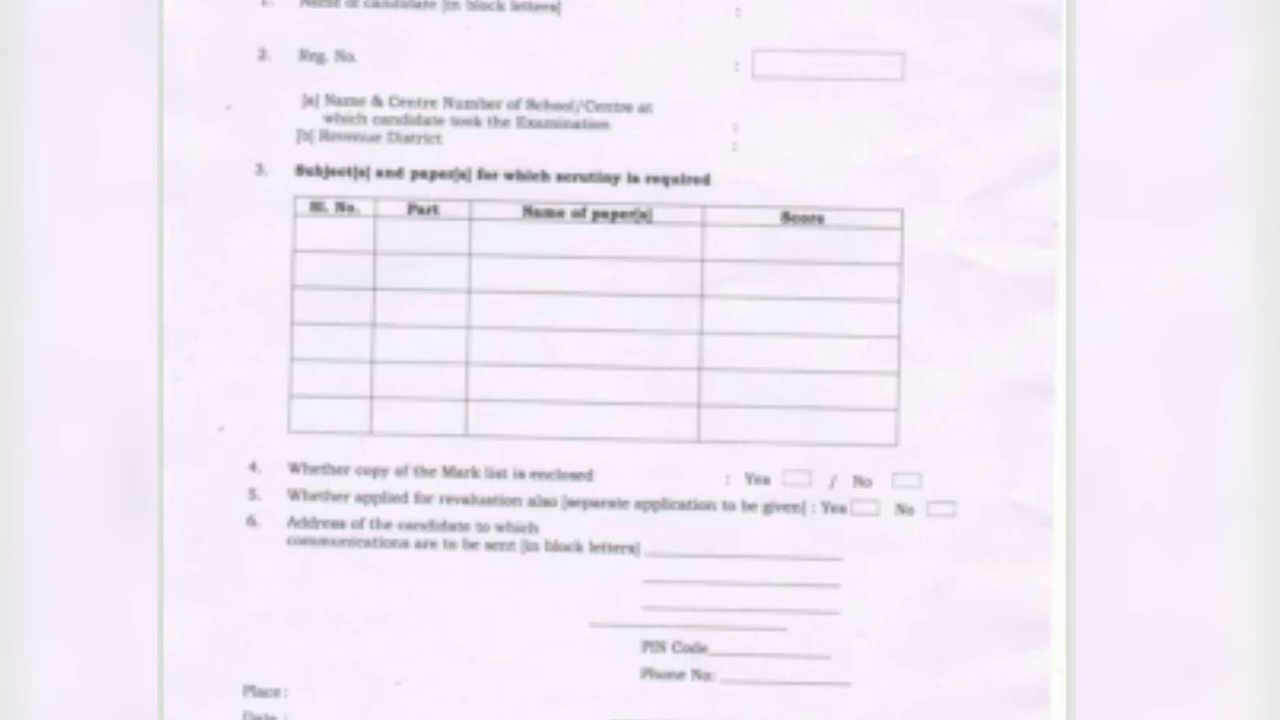 1. Name of candidate [in block letters] :
2. Reg. No. :
[a] Name & Centre Number of School/Centre at
which candidate took the Examination :
[b] Revenue District :
3. Subject[s] and paper[s] for which scrutiny is required
Sl. No. Part Name of paper[s] Score
4. Whether copy of the Mark list is enclosed : Yes / No
5. Whether applied for revaluation also [separate application to be given] : Yes No
6. Address of the candidate to which
communications are to be sent [in block letters]
PIN Code
Phone No:
Place :
Date :